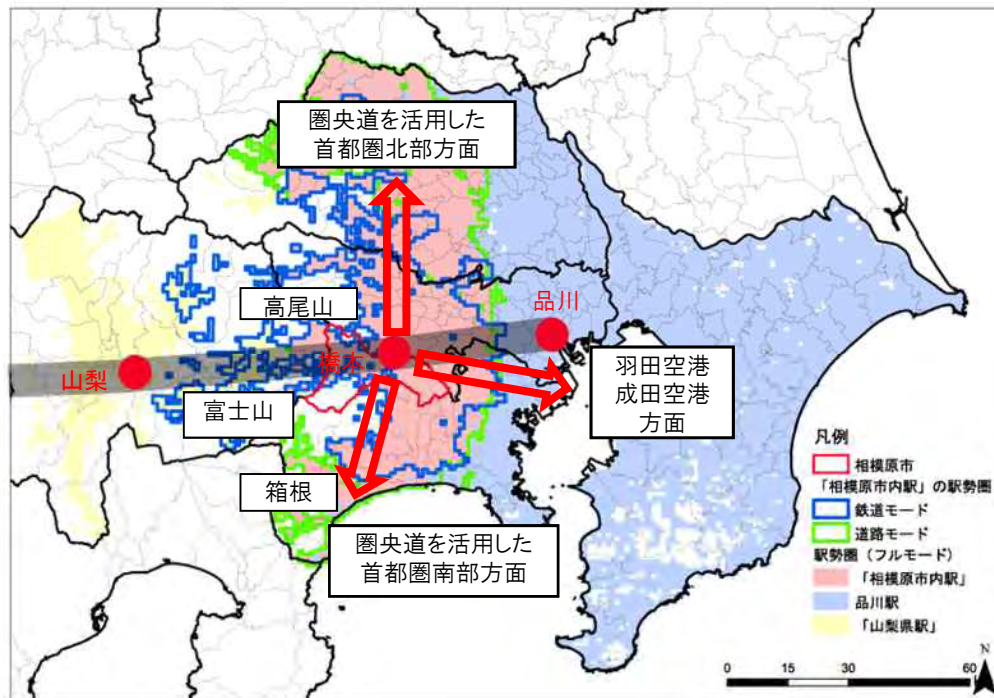 圏央道を活用した
首都圏北部方面
品川
高尾山
橋本
山梨
羽田空港
成田空港
方面
富士山
箱根
圏央道を活用した
首都圏南部方面
凡例
相模原市
「相模原市内駅」の駅勢圏
鉄道モード
道路モード
駅勢圏（フルモード）
「相模原市内駅」
品川駅
「山梨県駅」
N
0 15 30 60